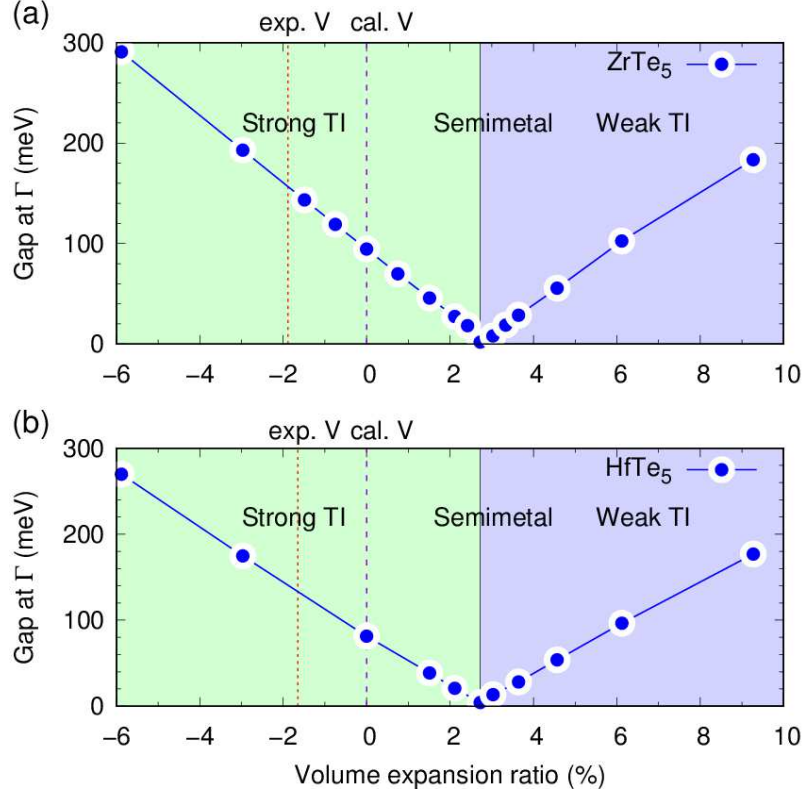 (a)
exp. V cal. V
300
200
100
0
Gap at Γ (meV)
ZrTe5
Strong TI Semimetal Weak TI
−6 −4 −2 0 2 4 6 8 10
(b)
exp. V cal. V
300
200
100
0
Gap at Γ (meV)
HfTe5
Strong TI Semimetal Weak TI
−6 −4 −2 0 2 4 6 8 10
Volume expansion ratio (%)